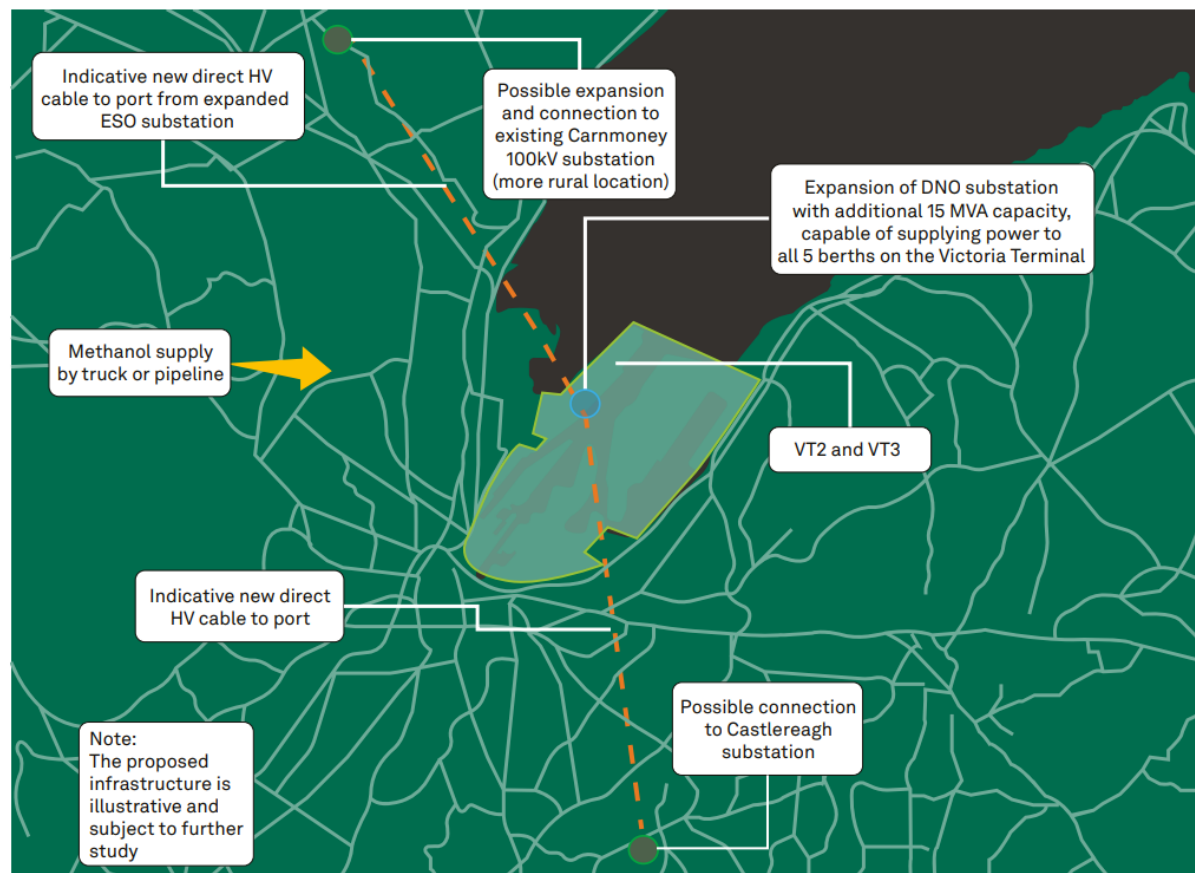 Indicative new direct HV
cable to port from expanded
ESO substation
Possible expansion
and connection to
existing Carnmoney
100kV substation
(more rural location)
Expansion of DNO substation
with additional 15 MVA capacity,
capable of supplying power to
all 5 berths on the Victoria Terminal
Methanol supply
by truck or pipeline
VT2 and VT3
Indicative new direct
HV cable to port
Possible connection
to Castlereagh
substation
Note:
The proposed
infrastructure is
illustrative and
subject to further
study